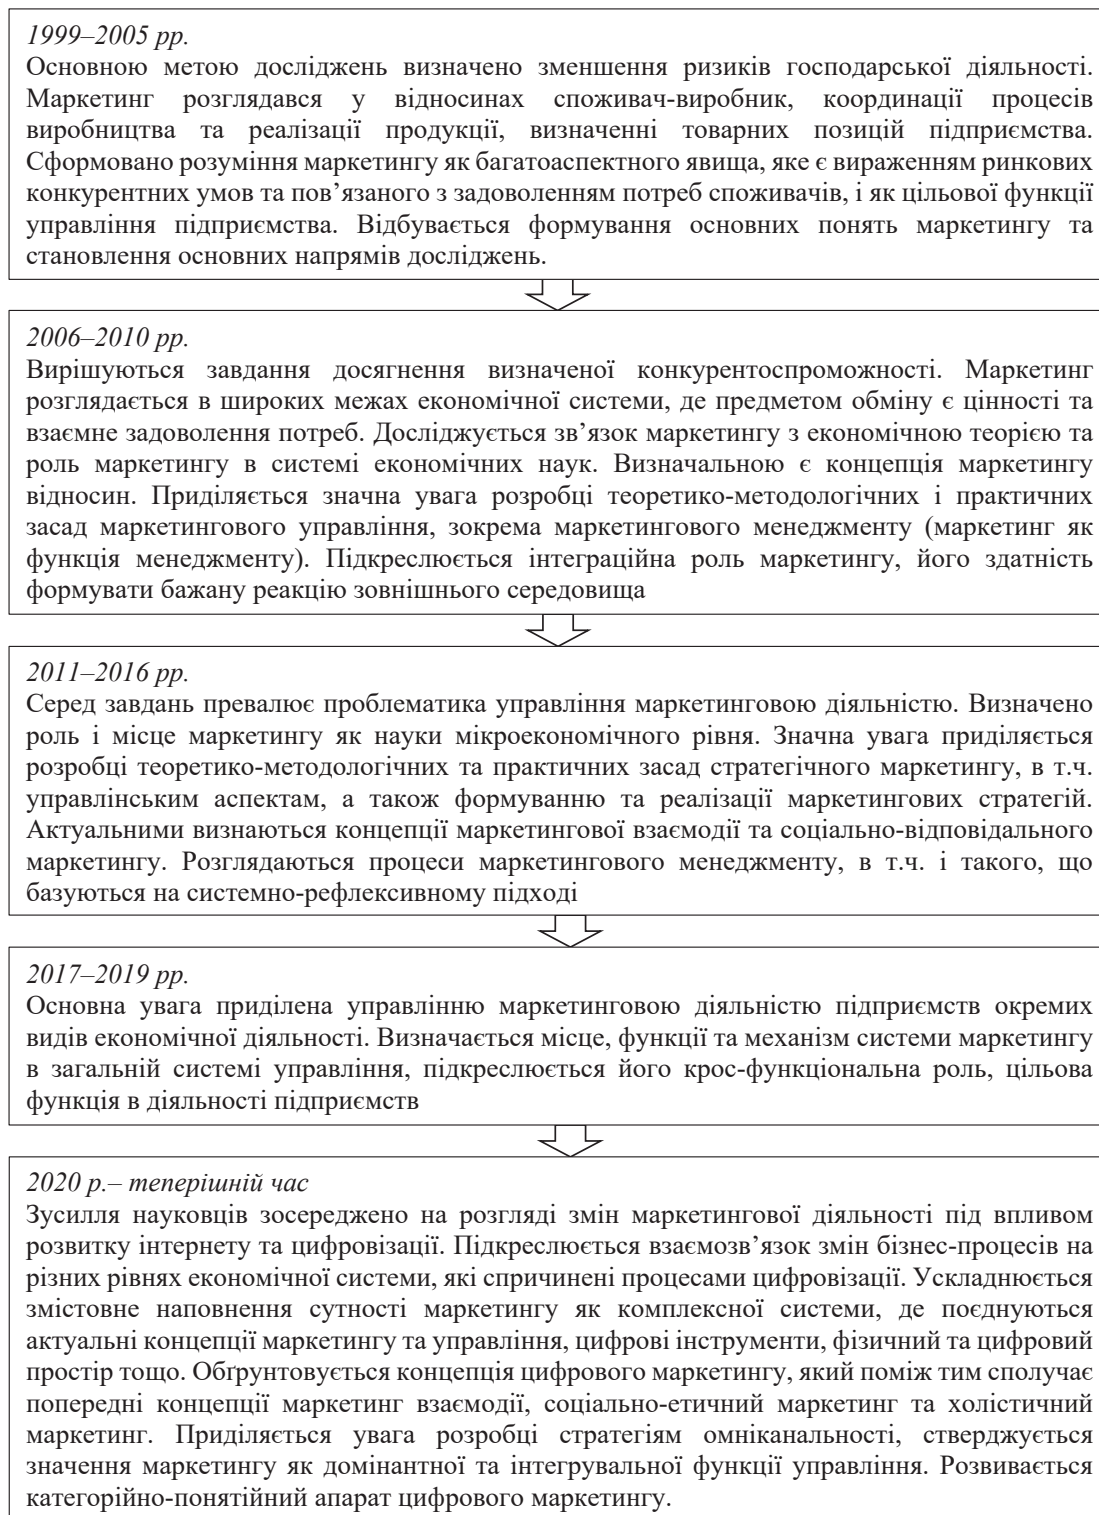 1999–2005 рр.
Основною метою досліджень визначено зменшення ризиків господарської діяльності.
Маркетинг розглядався у відносинах споживач-виробник, координації процесів
виробництва та реалізації продукції, визначенні товарних позицій підприємства.
Сформовано розуміння маркетингу як багатоаспектного явища, яке є вираженням ринкових
конкурентних умов та пов’язаного з задоволенням потреб споживачів, і як цільової функції
управління підприємства. Відбувається формування основних понять маркетингу та
становлення основних напрямів досліджень.
2006–2010 рр.
Вирішуються завдання досягнення визначеної конкурентоспроможності. Маркетинг
розглядається в широких межах економічної системи, де предметом обміну є цінності та
взаємне задоволення потреб. Досліджується зв’язок маркетингу з економічною теорією та
роль маркетингу в системі економічних наук. Визначальною є концепція маркетингу
відносин. Приділяється значна увага розробці теоретико-методологічних і практичних
засад маркетингового управління, зокрема маркетингового менеджменту (маркетинг як
функція менеджменту). Підкреслюється інтеграційна роль маркетингу, його здатність
формувати бажану реакцію зовнішнього середовища
2011–2016 рр.
Серед завдань превалює проблематика управління маркетинговою діяльністю. Визначено
роль і місце маркетингу як науки мікроекономічного рівня. Значна увага приділяється
розробці теоретико-методологічних та практичних засад стратегічного маркетингу, в т.ч.
управлінським аспектам, а також формуванню та реалізації маркетингових стратегій.
Актуальними визнаються концепції маркетингової взаємодії та соціально-відповідального
маркетингу. Розглядаються процеси маркетингового менеджменту, в т.ч. і такого, що
базуються на системно-рефлексивному підході
2017–2019 рр.
Основна увага приділена управлінню маркетинговою діяльністю підприємств окремих
видів економічної діяльності. Визначається місце, функції та механізм системи маркетингу
в загальній системі управління, підкреслюється його крос-функціональна роль, цільова
функція в діяльності підприємств
2020 р.– теперішній час
Зусилля науковців зосереджено на розгляді змін маркетингової діяльності під впливом
розвитку інтернету та цифровізації. Підкреслюється взаємозв’язок змін бізнес-процесів на
різних рівнях економічної системи, які спричинені процесами цифровізації. Ускладнюється
змістовне наповнення сутності маркетингу як комплексної системи, де поєднуються
актуальні концепції маркетингу та управління, цифрові інструменти, фізичний та цифровий
простір тощо. Обґрунтовується концепція цифрового маркетингу, який поміж тим сполучає
попередні концепції маркетинг взаємодії, соціально-етичний маркетинг та холістичний
маркетинг. Приділяється увага розробці стратегіям омніканальності, стверджується
значення маркетингу як домінантної та інтегрувальної функції управління. Розвивається
категорійно-понятійний апарат цифрового маркетингу.